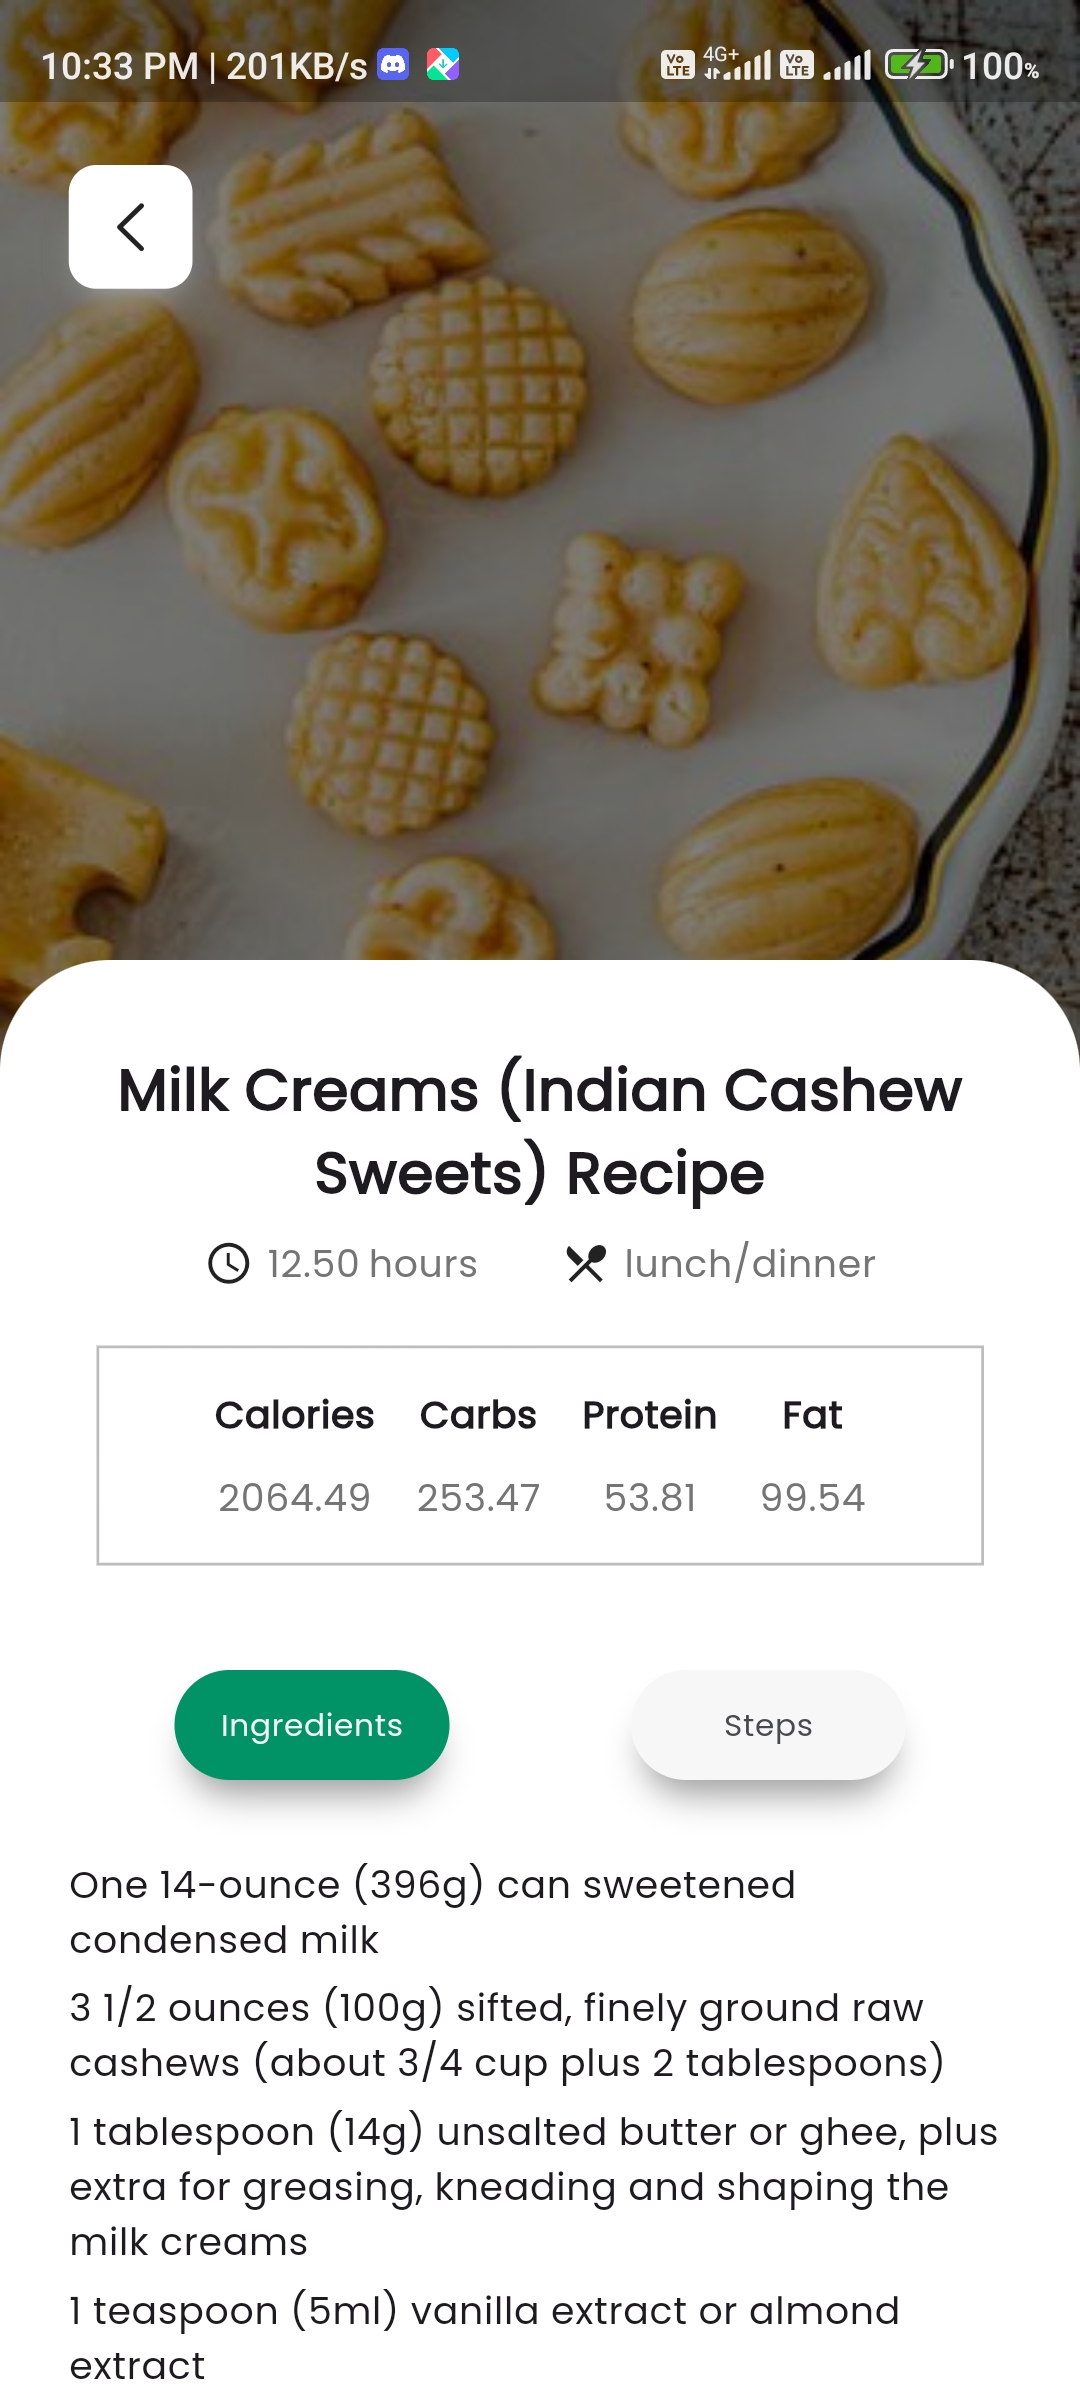 10:33 PM | 201KB/s Vo LTE 4G+ Vo LTE 100%
Milk Creams (Indian Cashew
Sweets) Recipe
12.50 hours lunch/dinner
Calories Carbs Protein Fat
2064.49 253.47 53.81 99.54
Ingredients Steps
One 14-ounce (396g) can sweetened
condensed milk
3 1/2 ounces (100g) sifted, finely ground raw
cashews (about 3/4 cup plus 2 tablespoons)
1 tablespoon (14g) unsalted butter or ghee, plus
extra for greasing, kneading and shaping the
milk creams
1 teaspoon (5ml) vanilla extract or almond
extract